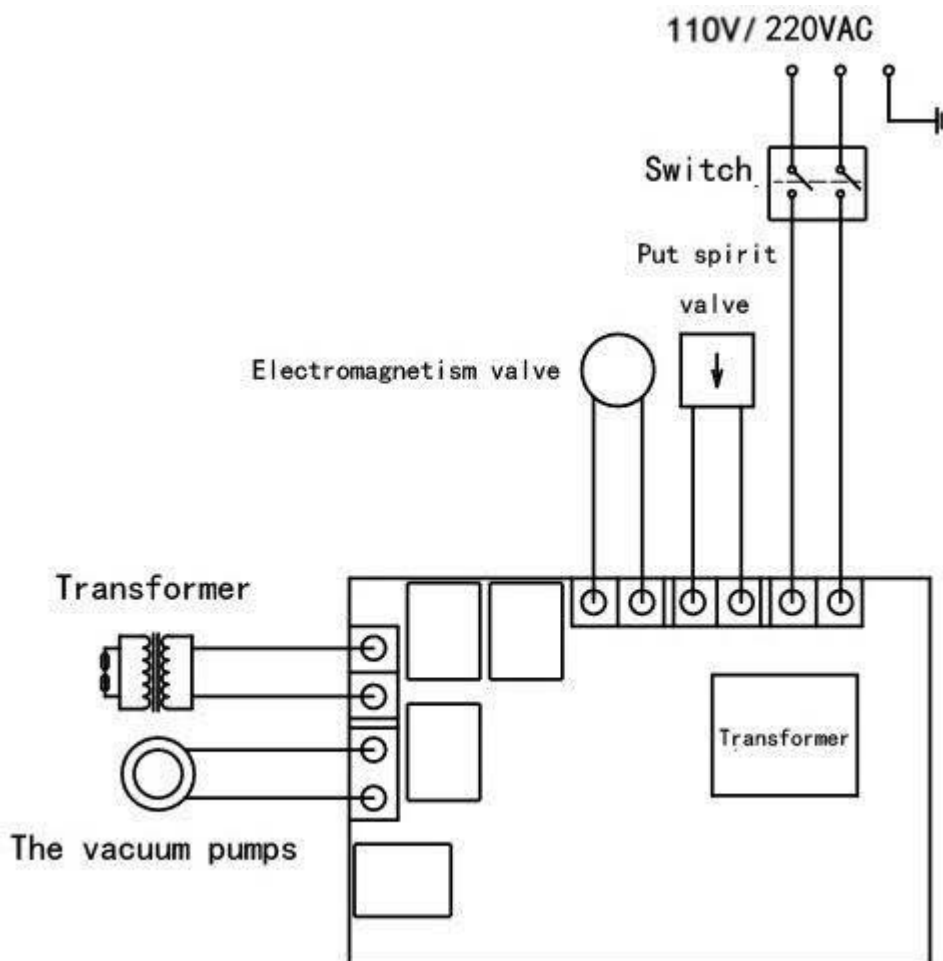 110V/220VAC
Switch
Put spirit
valve
Electromagnetism valve
Transformer
Transformer
The vacuum pumps